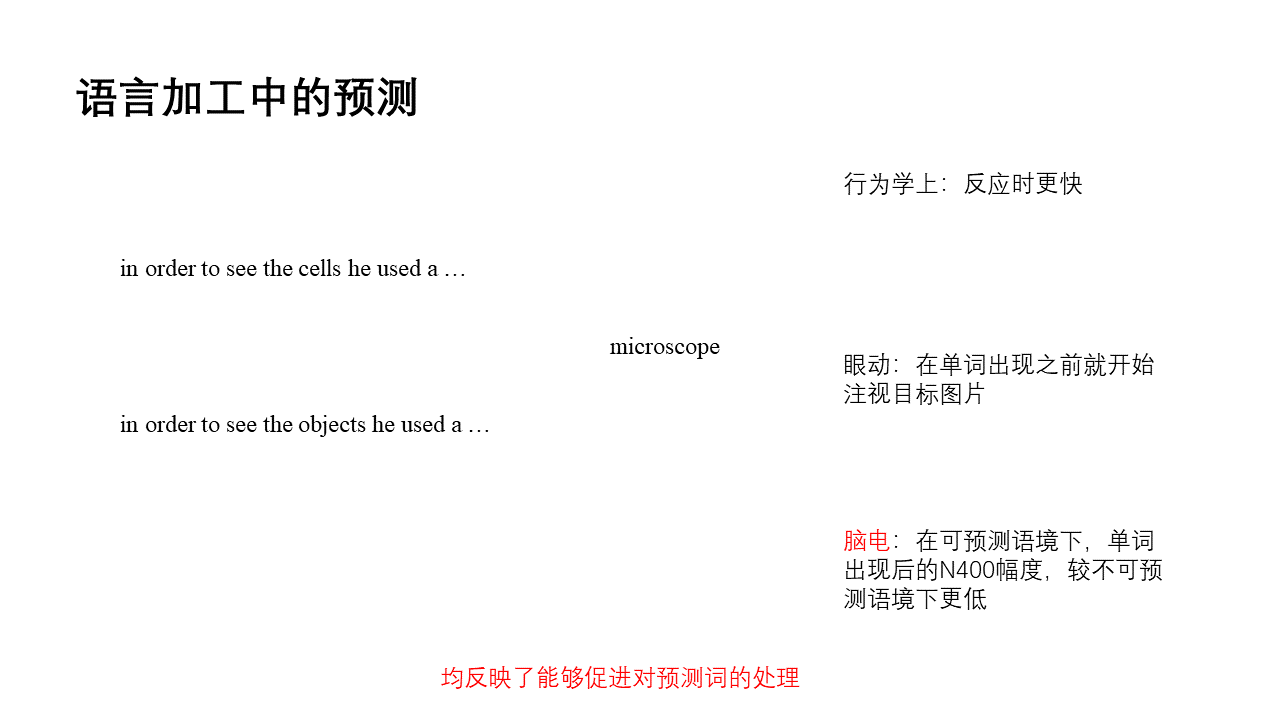 语言加工中的预测
行为学上：反应时更快
in order to see the cells he used a …
microscope
眼动：在单词出现之前就开始
注视目标图片
in order to see the objects he used a …
脑电：在可预测语境下，单词
出现后的N400幅度，较不可预
测语境下更低
均反映了能够促进对预测词的处理